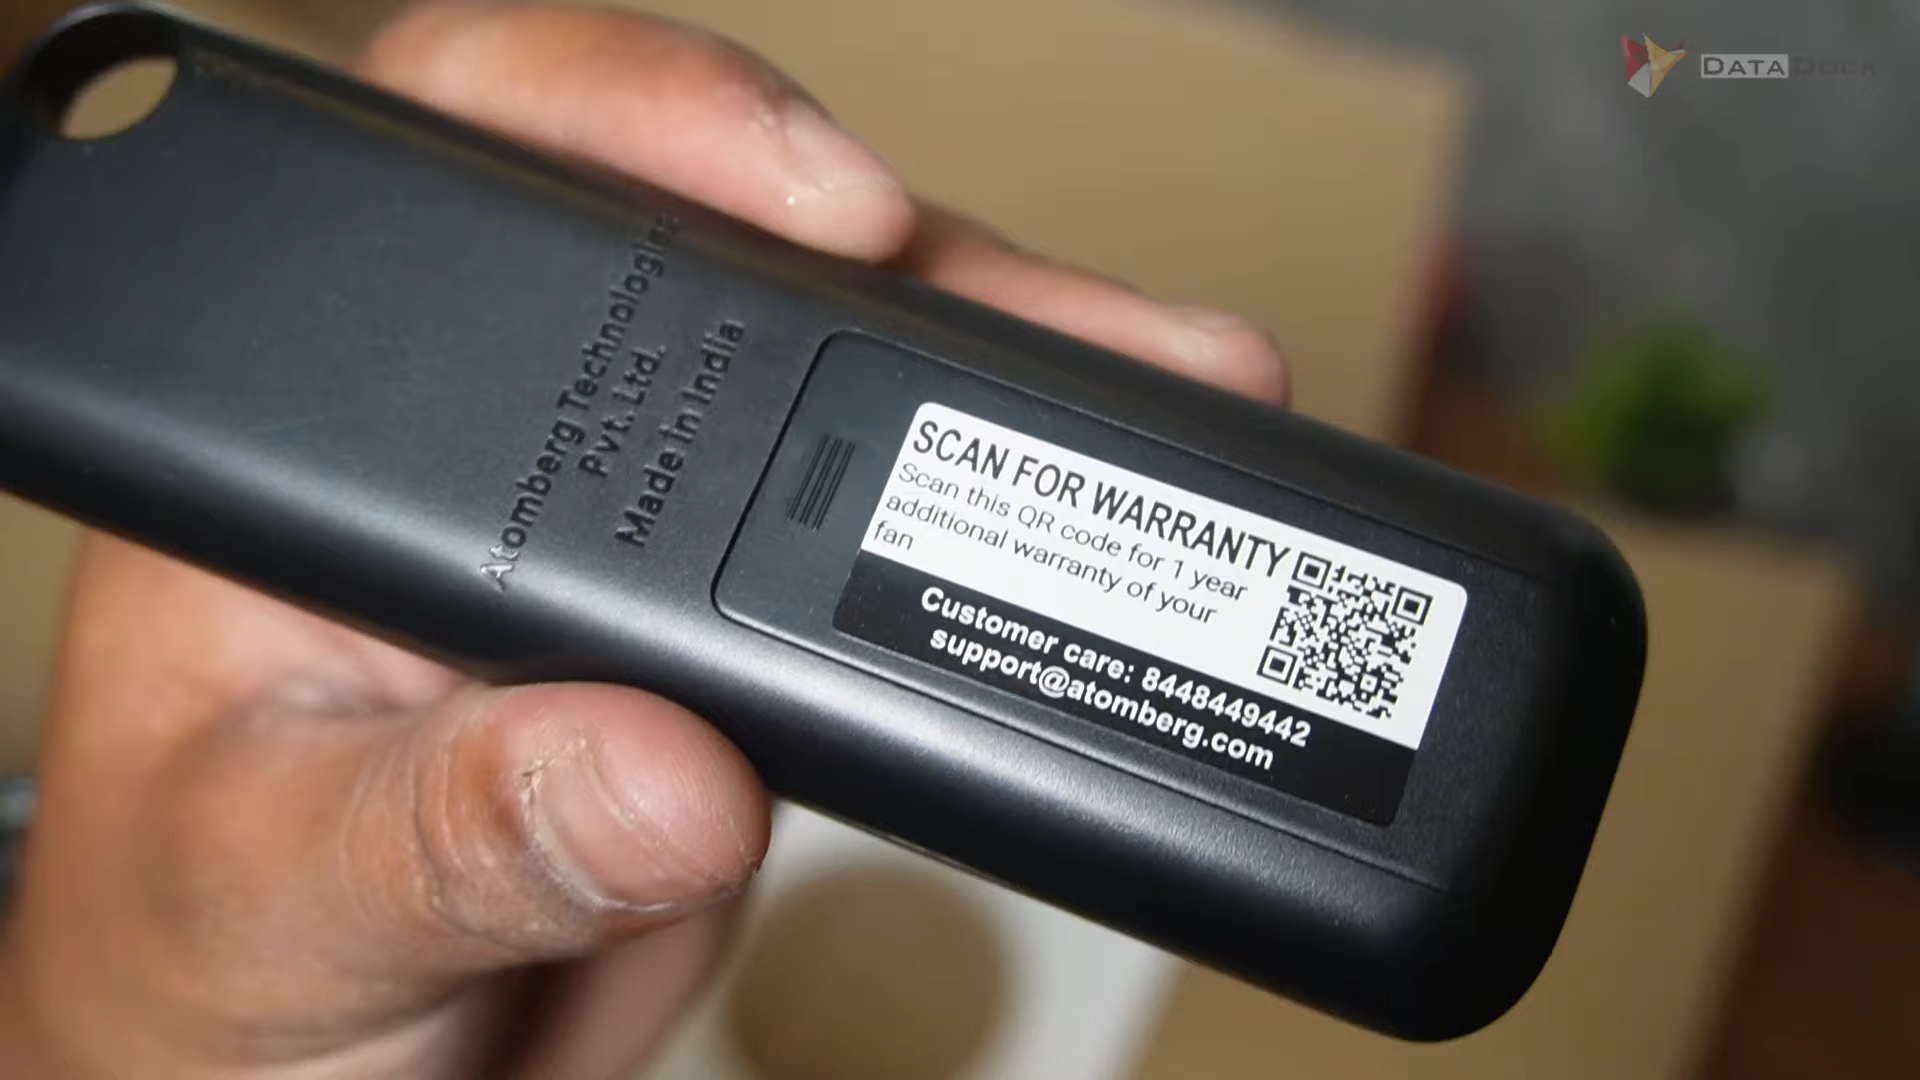 DATADOCK
Atomberg Technologies
Pvt. Ltd.
Made in India
SCAN FOR WARRANTY
Scan this QR code for 1 year
additional warranty of your
fan
Customer care: 8448449442
support@atomberg.com